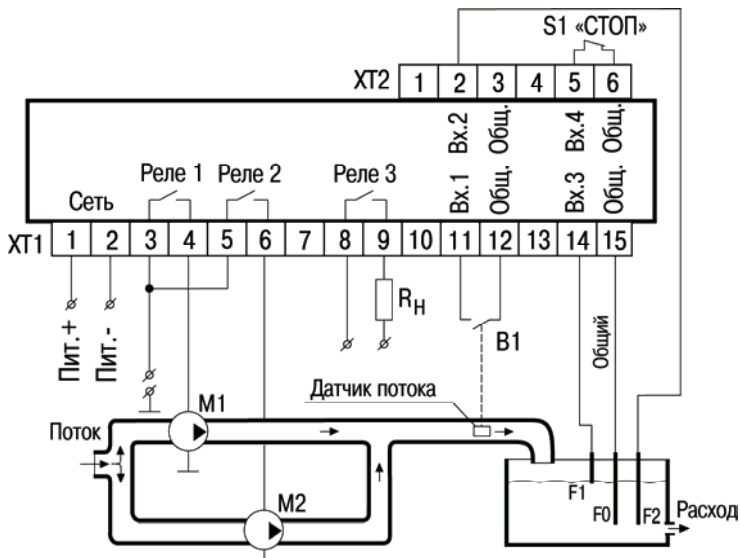 S1 «СТОП»
XT2 1 2 3 4 5 6
Вх.2 Общ. Вх.4 Общ.
Вх.1 Общ. Вх.3 Общ.
Реле 1 Реле 2 Реле 3
Сеть
XT1 1 2 3 4 5 6 7 8 9 10 11 12 13 14 15
Пит.+
Пит.-
RН
B1
Общий
Датчик потока
M1
Поток
M2
F1
F0
F2
Расход